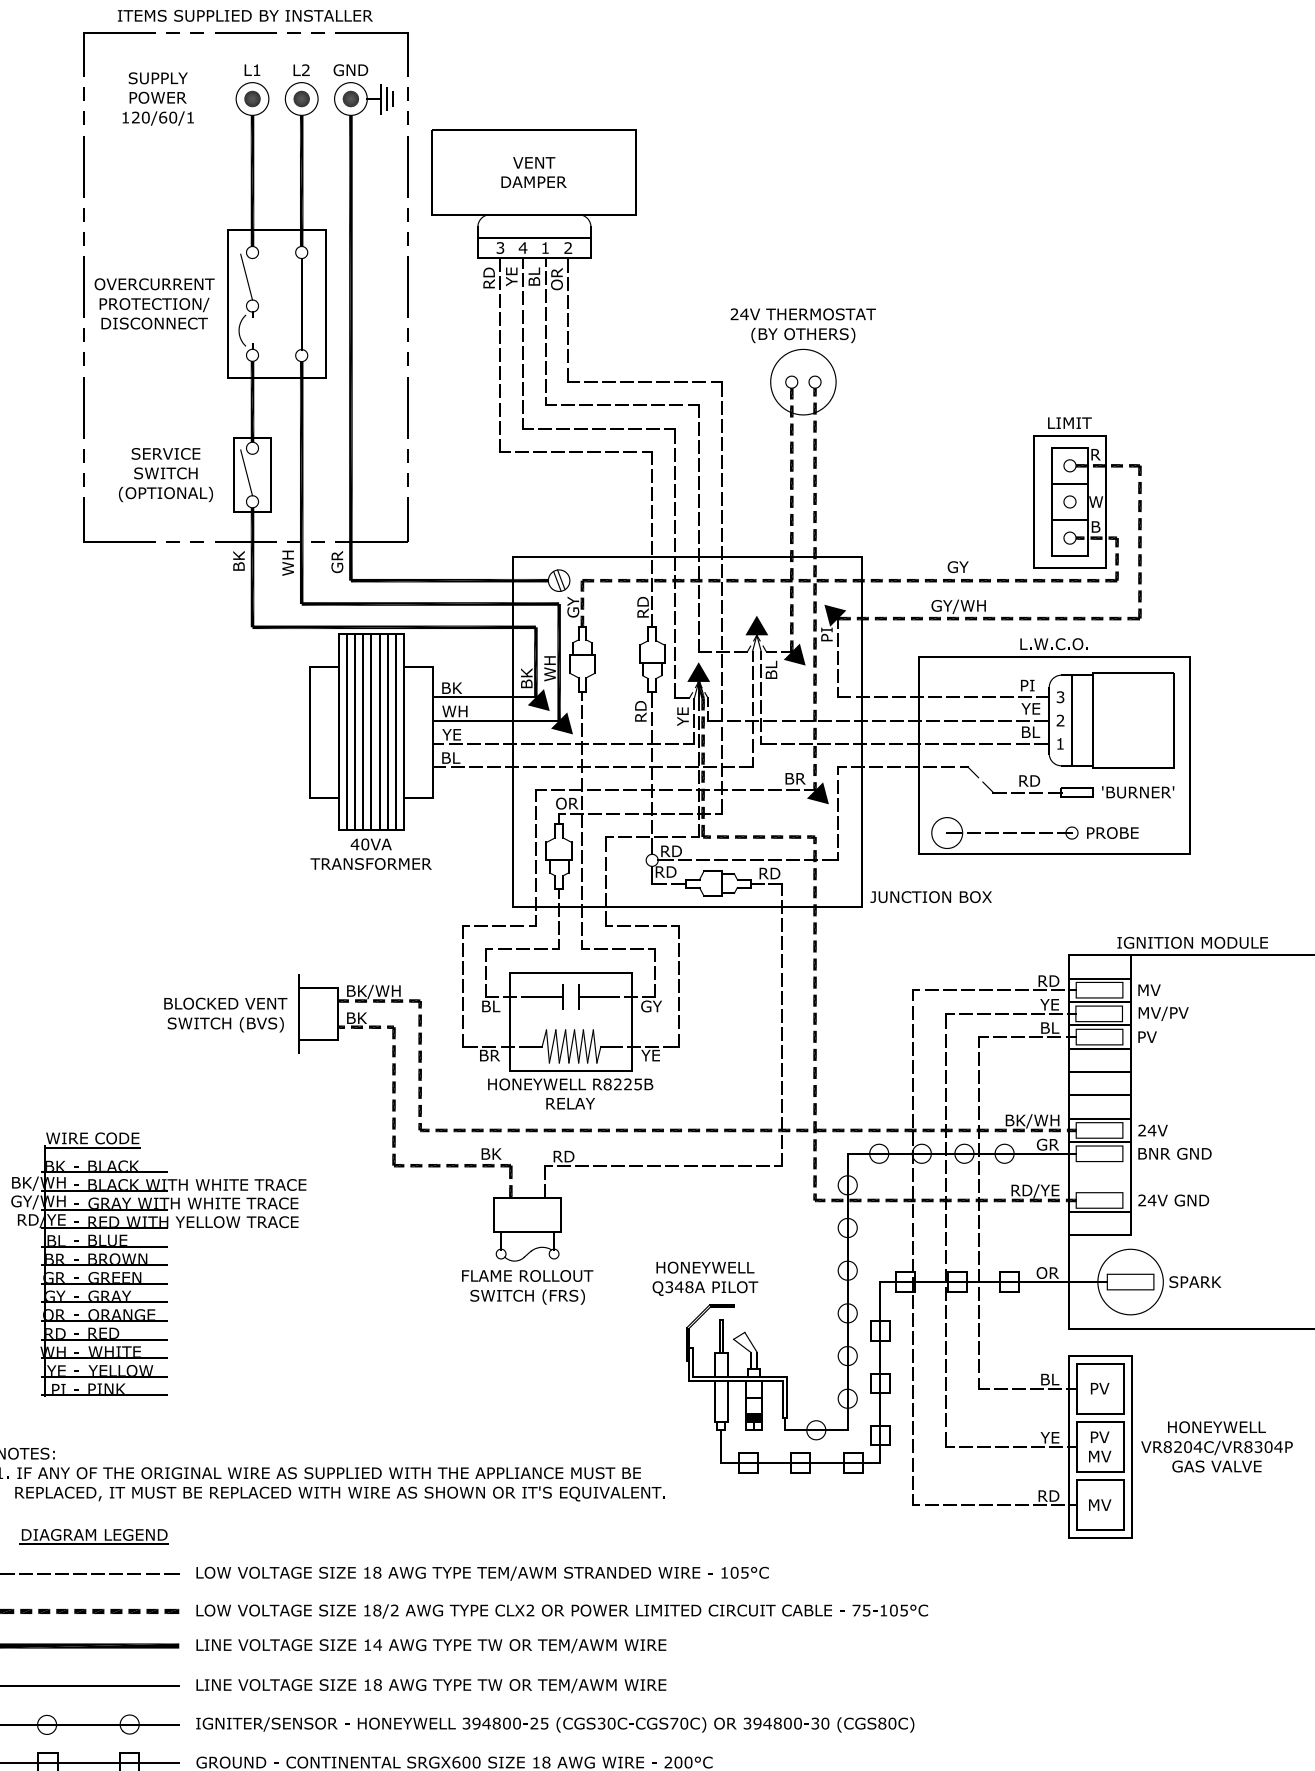 ITEMS SUPPLIED BY INSTALLER
SUPPLY
POWER
120/60/1
L1 L2 GND
VENT
DAMPER
3 4 1 2
RD YE BL OR
OVERCURRENT
PROTECTION/
DISCONNECT
24V THERMOSTAT
(BY OTHERS)
SERVICE
SWITCH
(OPTIONAL)
LIMIT
R
W
B
BK WH GR
GY
GY/WH
GY RD PI
L.W.C.O.
BK WH BL
RD YE
BK
WH
YE
BL
PI 3
YE 2
BL 1
BR
RD 'BURNER'
OR
PROBE
40VA
TRANSFORMER
RD
RD RD
JUNCTION BOX
IGNITION MODULE
BLOCKED VENT
SWITCH (BVS)
BK/WH
BK
BL GY
BR YE
HONEYWELL R8225B
RELAY
RD MV
YE MV/PV
BL PV
BK/WH 24V
GR BNR GND
RD/YE 24V GND
OR SPARK
WIRE CODE
BK - BLACK
BK/WH - BLACK WITH WHITE TRACE
GY/WH - GRAY WITH WHITE TRACE
RD/YE - RED WITH YELLOW TRACE
BL - BLUE
BR - BROWN
GR - GREEN
GY - GRAY
OR - ORANGE
RD - RED
WH - WHITE
YE - YELLOW
PI - PINK
BK RD
FLAME ROLLOUT
SWITCH (FRS)
HONEYWELL
Q348A PILOT
BL PV
YE PV
MV
RD MV
HONEYWELL
VR8204C/VR8304P
GAS VALVE
NOTES:
1. IF ANY OF THE ORIGINAL WIRE AS SUPPLIED WITH THE APPLIANCE MUST BE
REPLACED, IT MUST BE REPLACED WITH WIRE AS SHOWN OR IT'S EQUIVALENT.
DIAGRAM LEGEND
LOW VOLTAGE SIZE 18 AWG TYPE TEM/AWM STRANDED WIRE - 105°C
LOW VOLTAGE SIZE 18/2 AWG TYPE CLX2 OR POWER LIMITED CIRCUIT CABLE - 75-105°C
LINE VOLTAGE SIZE 14 AWG TYPE TW OR TEM/AWM WIRE
LINE VOLTAGE SIZE 18 AWG TYPE TW OR TEM/AWM WIRE
IGNITER/SENSOR - HONEYWELL 394800-25 (CGS30C-CGS70C) OR 394800-30 (CGS80C)
GROUND - CONTINENTAL SRGX600 SIZE 18 AWG WIRE - 200°C